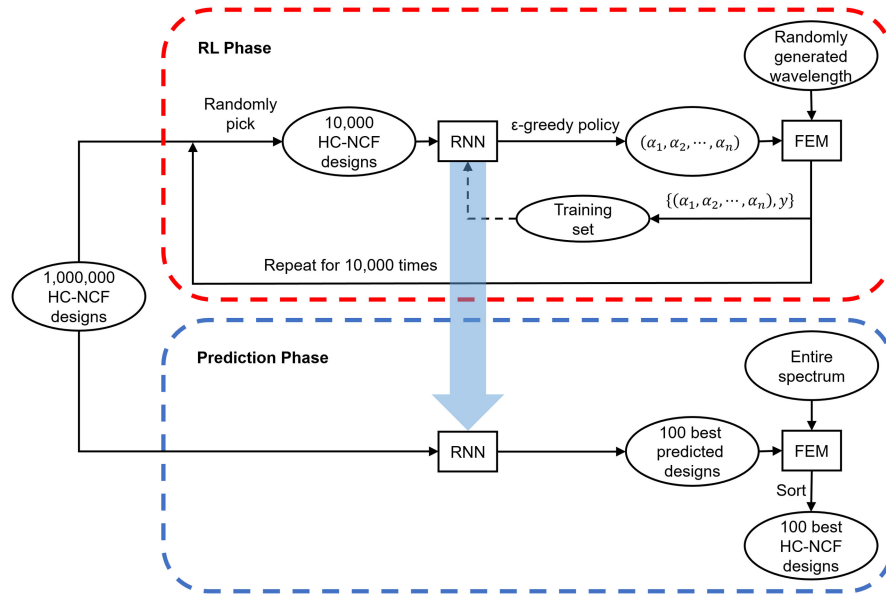 RL Phase
Randomly
generated
wavelength
Randomly
pick
10,000
HC-NCF
designs
RNN
ε-greedy policy
(α₁, α₂, ⋯, α𝑛)
FEM
{(α₁, α₂, ⋯, α𝑛), y}
Training
set
Repeat for 10,000 times
1,000,000
HC-NCF
designs
Prediction Phase
Entire
spectrum
RNN
100 best
predicted
designs
FEM
Sort
100 best
HC-NCF
designs